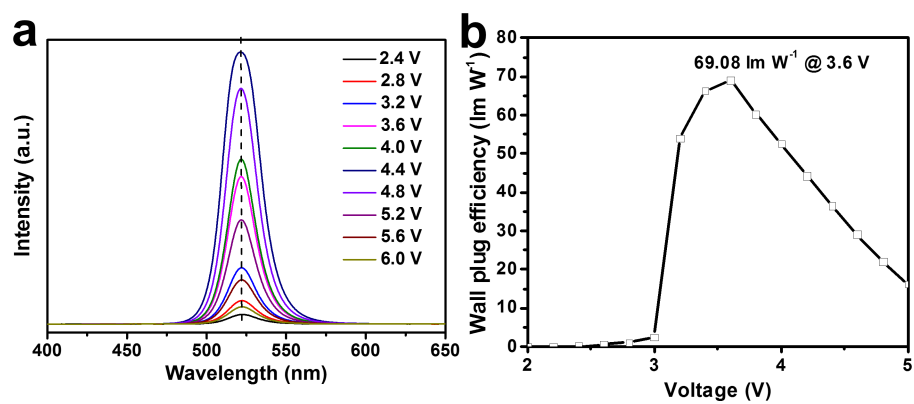 a
Intensity (a.u.)
2.4 V
2.8 V
3.2 V
3.6 V
4.0 V
4.4 V
4.8 V
5.2 V
5.6 V
6.0 V
400 450 500 550 600 650
Wavelength (nm)
b
Wall plug efficiency (lm W⁻¹)
80
70
60
50
40
30
20
10
0
69.08 lm W⁻¹ @ 3.6 V
2 3 4 5
Voltage (V)